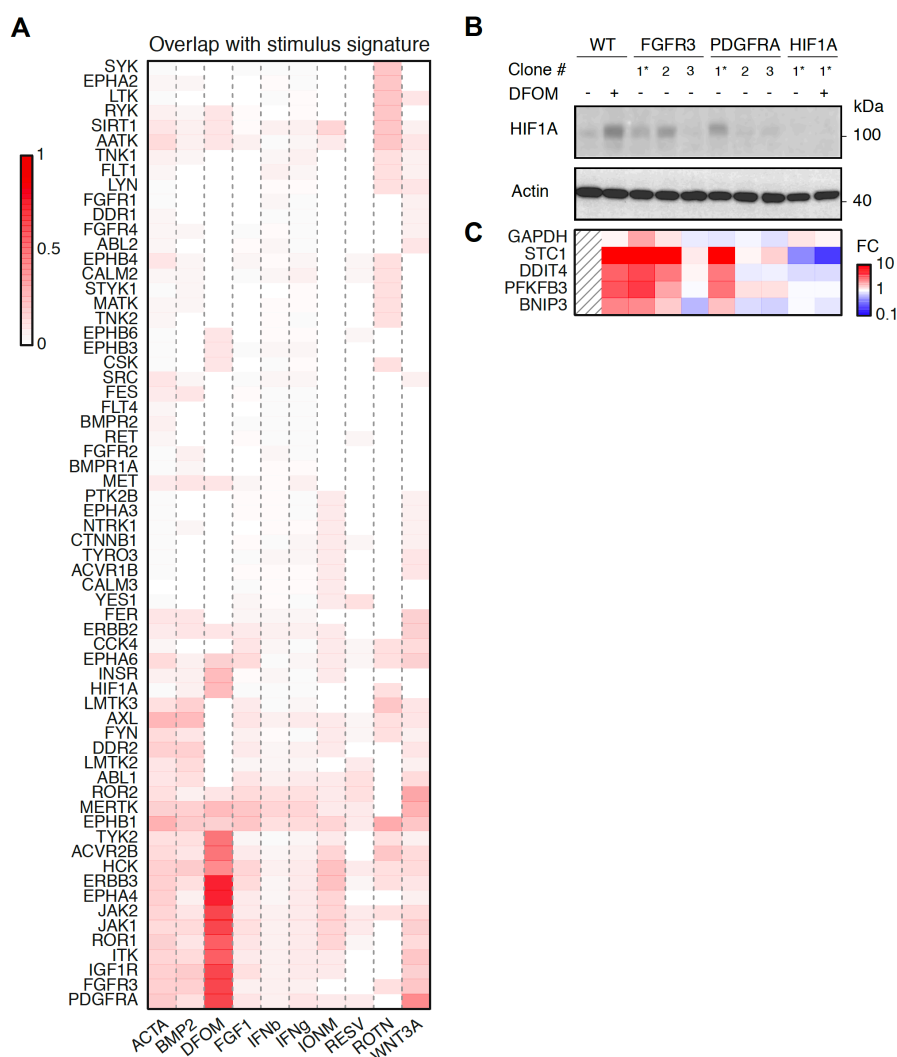 A
Overlap with stimulus signature
SYK
EPHA2
LTK
RYK
SIRT1
AATK
TNK1
FLT1
LYN
FGFR1
DDR1
FGFR4
ABL2
EPHB4
CALM2
STYK1
MATK
TNK2
EPHB6
EPHB3
CSK
SRC
FES
FLT4
BMPR2
RET
FGFR2
BMPR1A
MET
PTK2B
EPHA3
NTRK1
CTNNB1
TYRO3
ACVR1B
CALM3
YES1
FER
ERBB2
CCK4
EPHA6
INSR
HIF1A
LMTK3
AXL
FYN
DDR2
LMTK2
ABL1
ROR2
MERTK
EPHB1
TYK2
ACVR2B
HCK
ERBB3
EPHA4
JAK2
JAK1
ROR1
ITK
IGF1R
FGFR3
PDGFRA
1
0.5
0
ACTA BMP2 DFOM FGF1 IFNb IFNg IONM RESV ROTN WNT3A
B
WT FGFR3 PDGFRA HIF1A
Clone # 1* 2 3 1* 2 3 1* 1*
DFOM - + - - - - - - - +
kDa
HIF1A
- 100
Actin
- 40
C
GAPDH
STC1
DDIT4
PFKFB3
BNIP3
FC
10
1
0.1